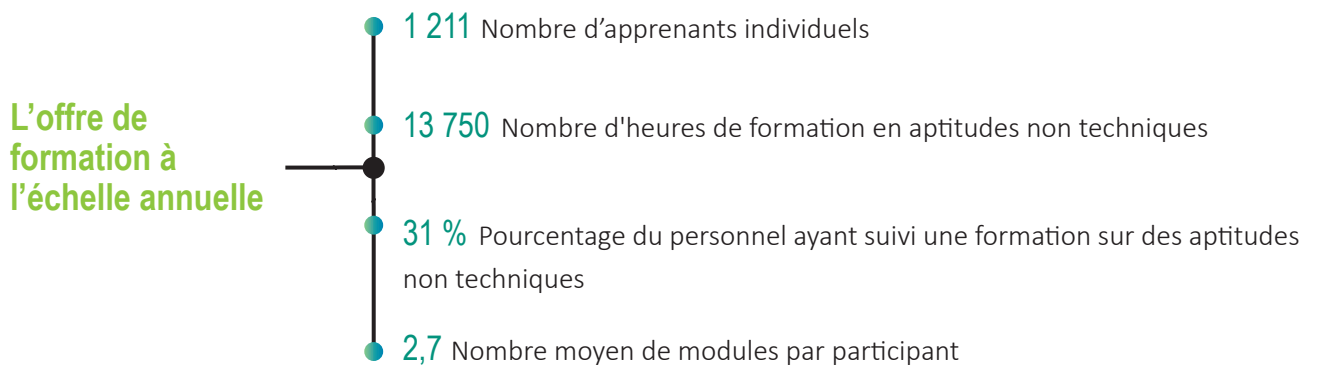 L’offre de
formation à
l’échelle annuelle
1 211 Nombre d’apprenants individuels
13 750 Nombre d'heures de formation en aptitudes non techniques
31 % Pourcentage du personnel ayant suivi une formation sur des aptitudes
non techniques
2,7 Nombre moyen de modules par participant